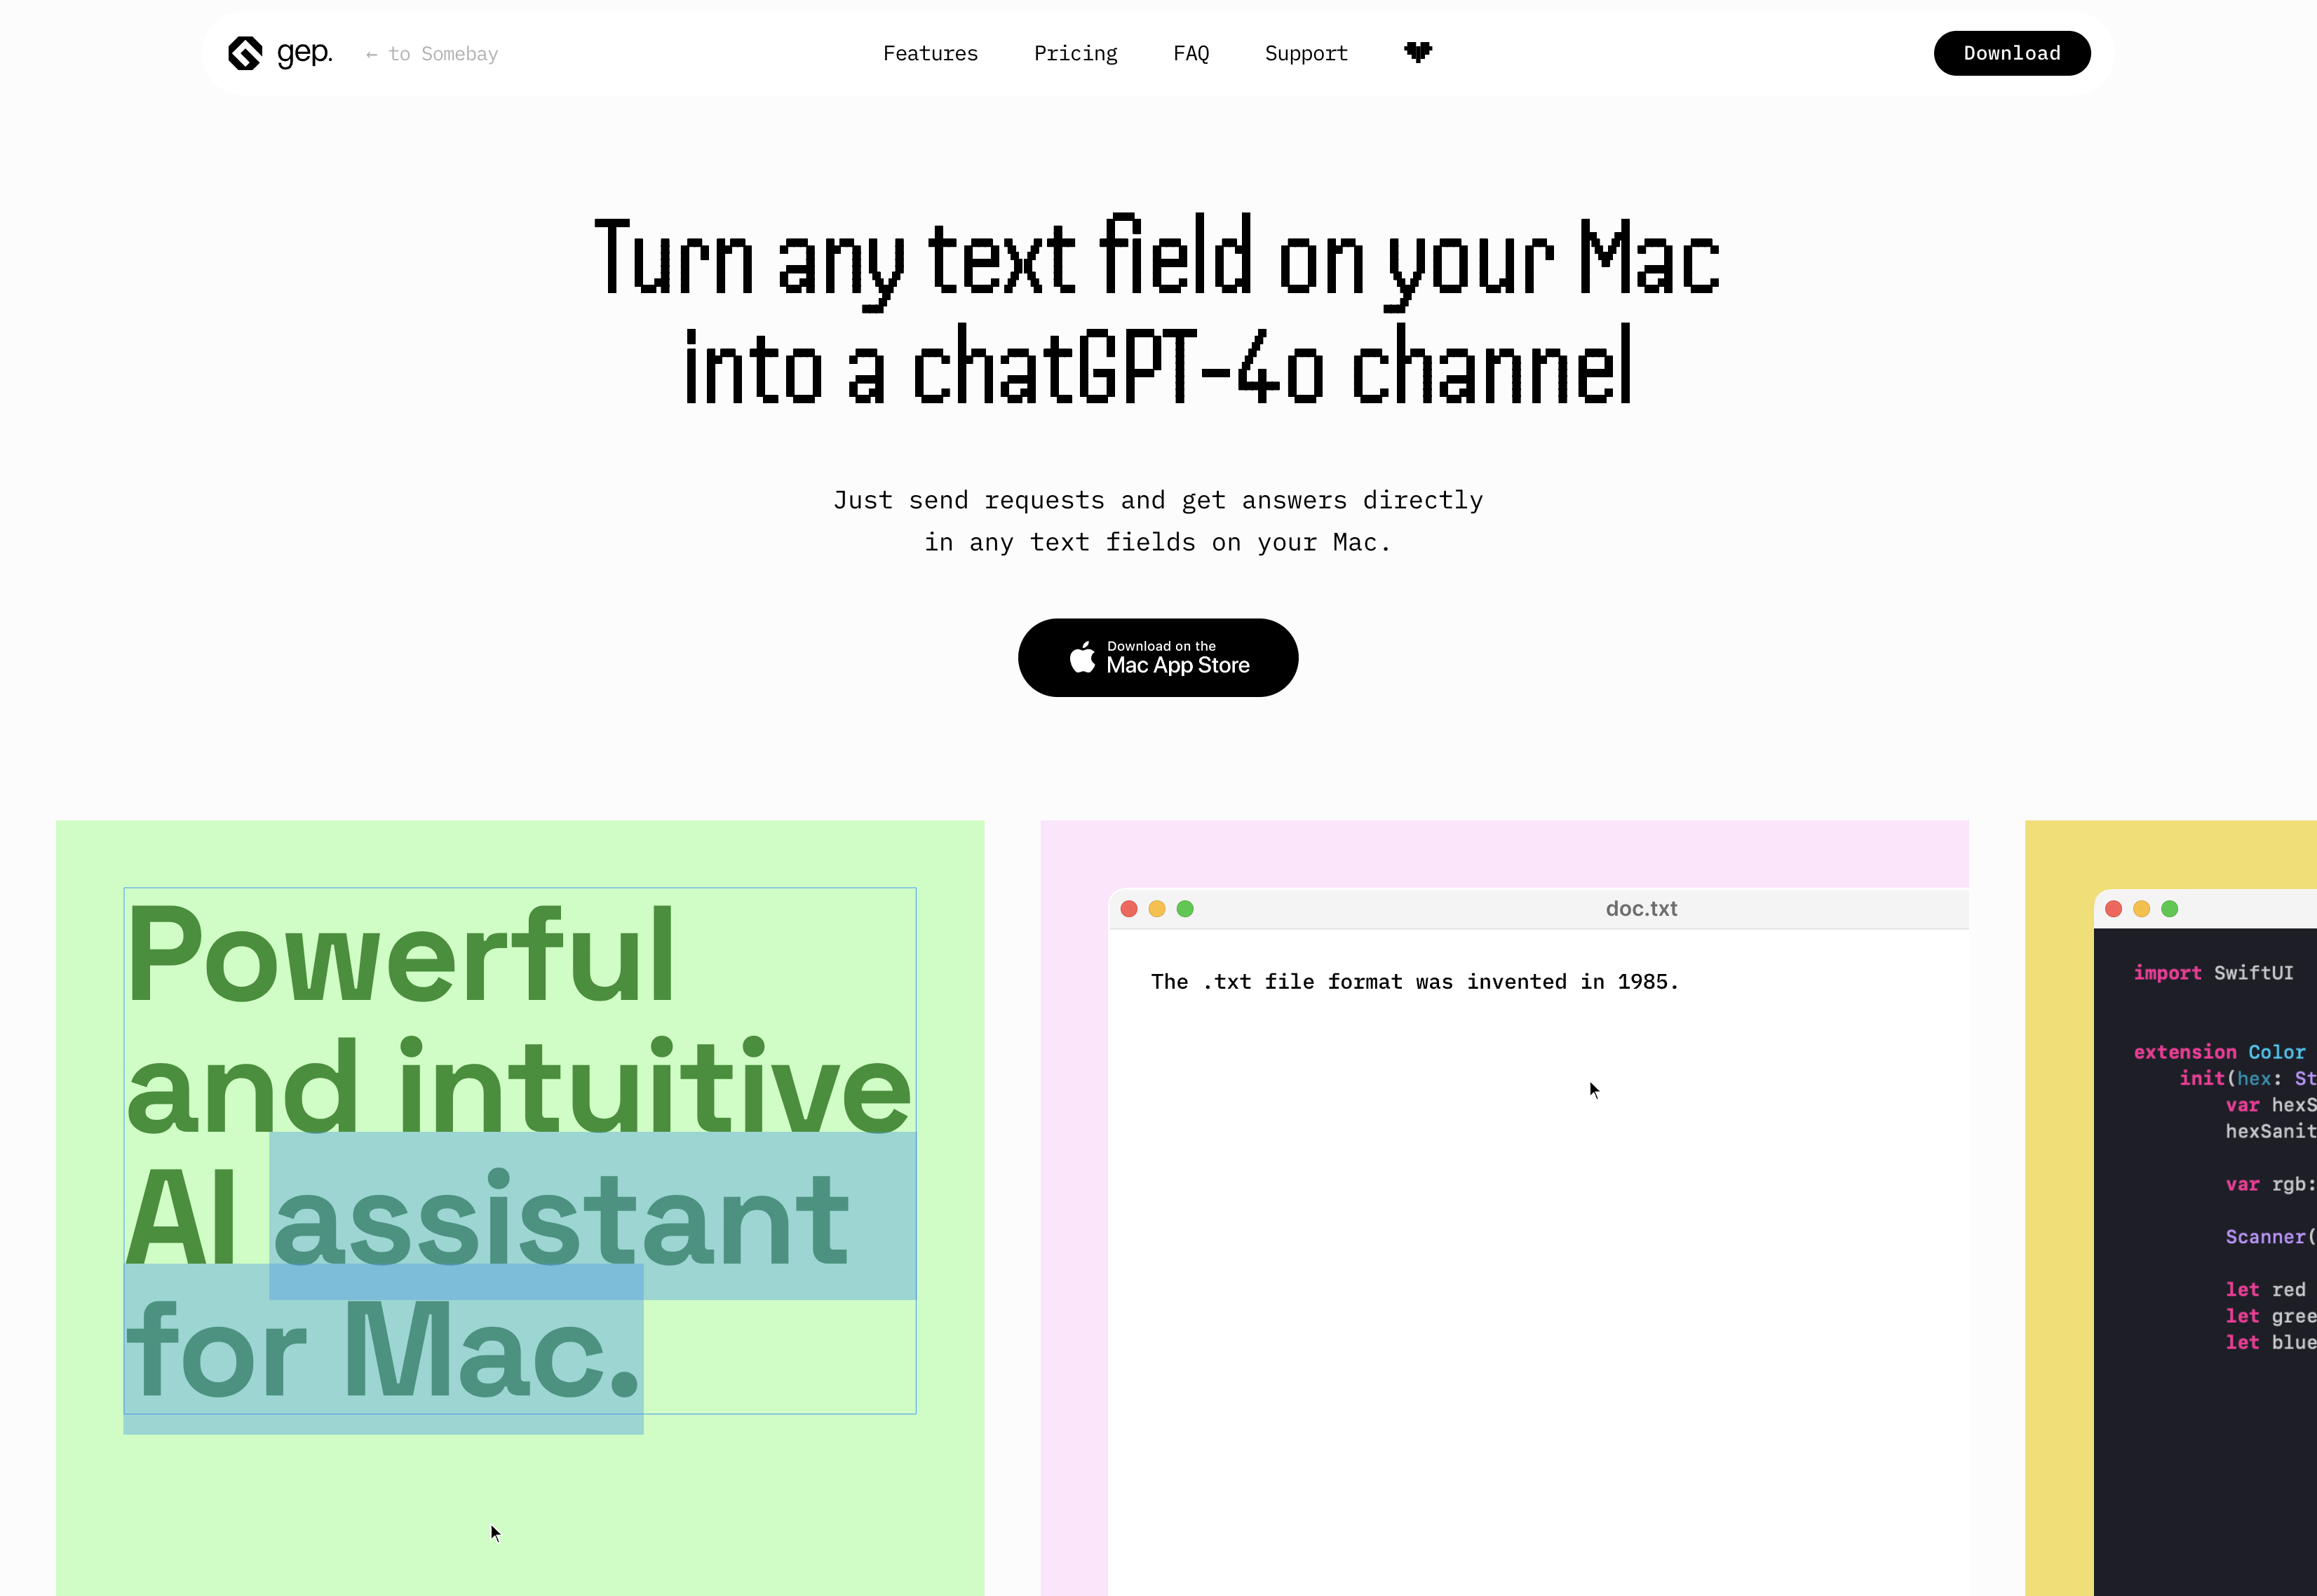 gep.
← to Somebay
Features
Pricing
FAQ
Support
Download
Turn any text field on your Mac
into a chatGPT-4o channel
Just send requests and get answers directly
in any text fields on your Mac.
Download on the
Mac App Store
Powerful
and intuitive
AI assistant
for Mac.
doc.txt
The .txt file format was invented in 1985.
import SwiftUI
extension Color
init(hex: St
var hexS
hexSanit
var rgb:
Scanner(
let red
let gree
let blue